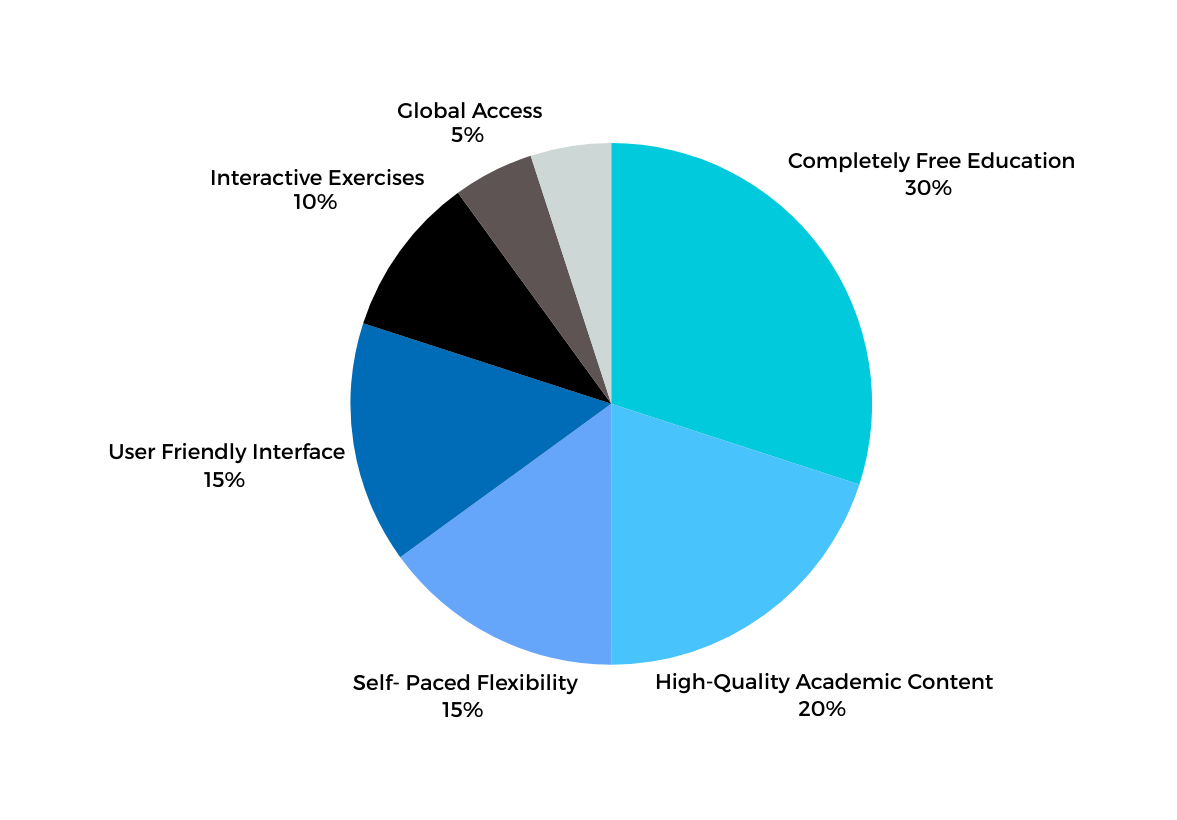 Global Access
5%
Completely Free Education
30%
Interactive Exercises
10%
User Friendly Interface
15%
Self- Paced Flexibility
15%
High-Quality Academic Content
20%